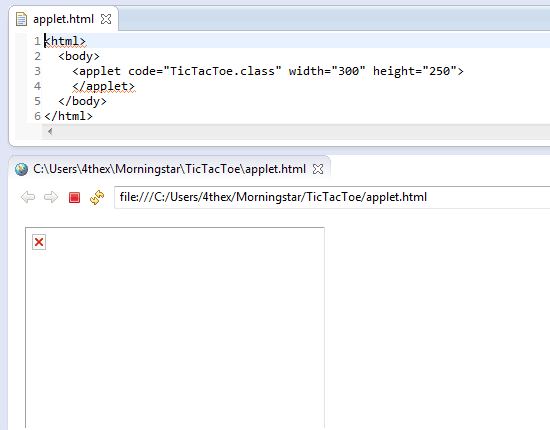 applet.html
1 <html>
2 <body>
3 <applet code="TicTacToe.class" width="300" height="250">
4 </applet>
5 </body>
6 </html>
C:\Users\4thex\Morningstar\TicTacToe\applet.html
file:///C:/Users/4thex/Morningstar/TicTacToe/applet.html